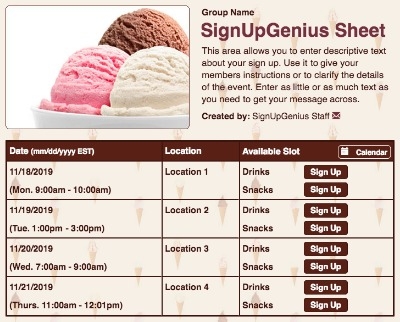 Group Name
SignUpGenius Sheet
This area allows you to enter descriptive text
about your sign up. Use it to give your
members instructions or to clarify the details
of the event. Enter as little or as much text as
you need to get your message across.
Created by: SignUpGenius Staff
Date (mm/dd/yyyy EST) Location Available Slot Calendar
11/18/2019 Location 1 Drinks Sign Up
(Mon. 9:00am - 10:00am) Snacks Sign Up
11/19/2019 Location 2 Drinks Sign Up
(Tue. 1:00pm - 3:00pm) Snacks Sign Up
11/20/2019 Location 3 Drinks Sign Up
(Wed. 7:00am - 9:00am) Snacks Sign Up
11/21/2019 Location 4 Drinks Sign Up
(Thurs. 11:00am - 12:01pm) Snacks Sign Up